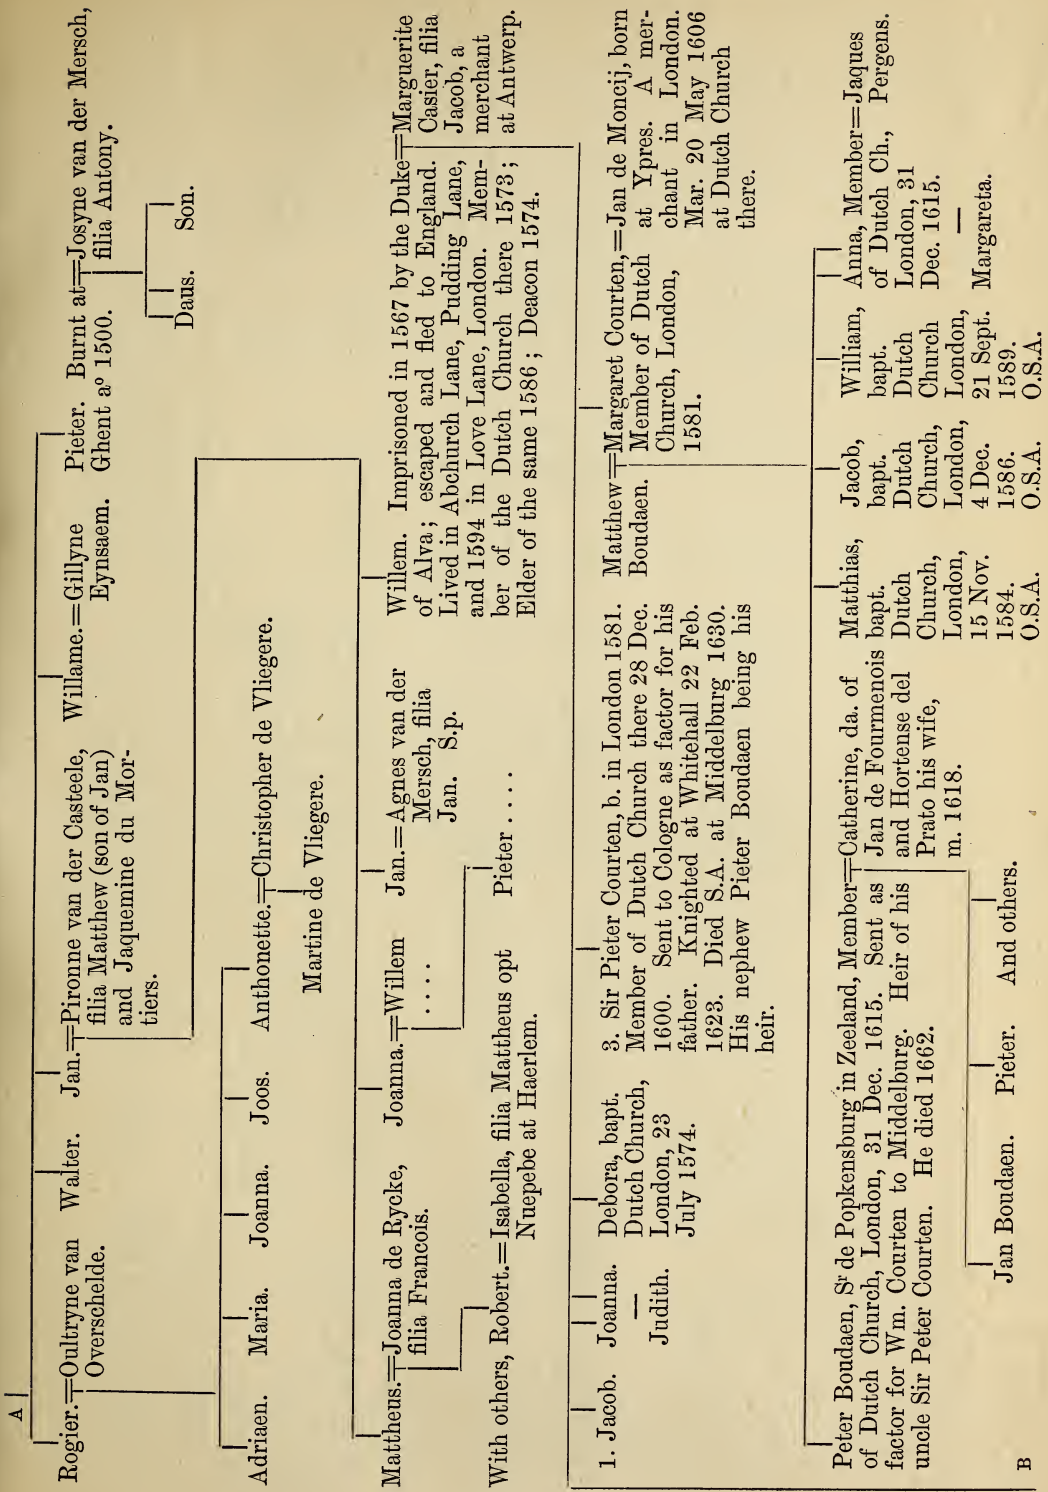 A
Rogier.=Oultryne van
Overschelde.
Walter.
Jan.=Pironne van der Casteele,
filia Matthew (son of Jan)
and Jaquemine du Mor-
tiers.
Willame.=Gillyne
Eynsaem.
Pieter. Burnt at=Josyne van der Mersch,
Ghent aº 1500. filia Antony.
Daus. Son.
Adriaen. Maria. Joanna. Joos. Anthonette.=Christopher de Vliegere.
Martine de Vliegere.
Mattheus.=Joanna de Rycke,
filia Francois.
Joanna.=Willem
. . . .
Jan.=Agnes van der
Mersch, filia
Jan. S.p.
Willem. Imprisoned in 1567 by the Duke=Marguerite
of Alva; escaped and fled to England. Casier, filia
Lived in Abchurch Lane, Pudding Lane, Jacob, a
and 1594 in Love Lane, London. Mem- merchant
ber of the Dutch Church there 1573; at Antwerp.
Elder of the same 1586; Deacon 1574.
With others, Robert.=Isabella, filia Mattheus opt
Nuepebe at Haerlem.
Pieter . . . .
1. Jacob.
Joanna.
—
Judith.
Debora, bapt.
Dutch Church,
London, 23
July 1574.
3. Sir Pieter Courten, b. in London 1581.
Member of Dutch Church there 28 Dec.
1600. Sent to Cologne as factor for his
father. Knighted at Whitehall 22 Feb.
1623. Died S.A. at Middelburg 1630.
His nephew Pieter Boudaen being his
heir.
Matthew=Margaret Courten,=Jan de Moncij, born
Boudaen. Member of Dutch at Ypres. A mer-
Church, London, chant in London.
1581. Mar. 20 May 1606
at Dutch Church
there.
Peter Boudaen, Sr de Popkensburg in Zeeland, Member=Catherine, da. of
of Dutch Church, London, 31 Dec. 1615. Sent as Jan de Fourmenois
factor for Wm. Courten to Middelburg. Heir of his and Hortense del
uncle Sir Peter Courten. He died 1662. Prato his wife,
m. 1618.
Matthias,
bapt.
Dutch
Church,
London,
15 Nov.
1584.
O.S.A.
Jacob,
bapt.
Dutch
Church,
London,
4 Dec.
1586.
O.S.A.
William,
bapt.
Dutch
Church
London,
21 Sept.
1589.
O.S.A.
Anna, Member=Jaques
of Dutch Ch., Pergens.
London, 31
Dec. 1615.
—
Margareta.
Jan Boudaen. Pieter. And others.
B